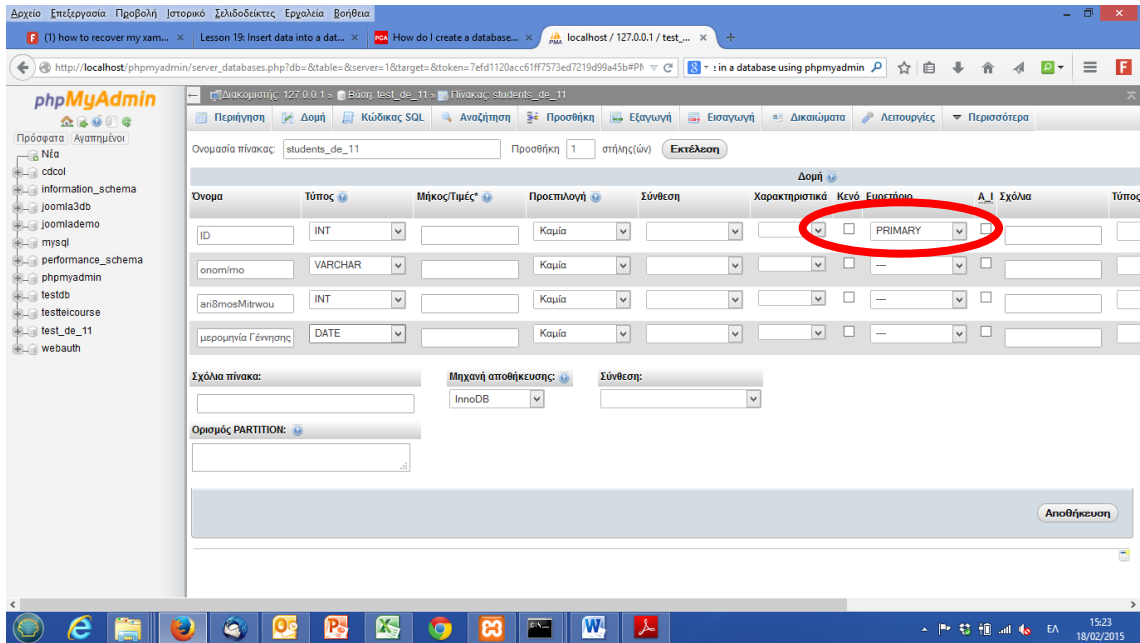 Αρχείο Επεξεργασία Προβολή Ιστορικό Σελιδοδείκτες Εργαλεία Βοήθεια
(1) how to recover my xam... × Lesson 19: Insert data into a dat... × PGA How do I create a database... × PMA localhost / 127.0.0.1 / test_... × +
http://localhost/phpmyadmin/server_databases.php?db=&table=&server=1&target=&token=7efd1120acc61ff7573ed7219d99a45b#PN
8 : in a database using phpmyadmin
phpMyAdmin
Πρόσφατα Αγαπημένοι
Νέα
cdcol
information_schema
joomla3db
joomlademo
mysql
performance_schema
phpmyadmin
testdb
testteicourse
test_de_11
webauth
Διακομιστής: 127.0.0.1 » Βάση: test_de_11 » Πίνακας: students_de_11
Περιήγηση Δομή Κώδικας SQL Αναζήτηση Προσθήκη Εξαγωγή Εισαγωγή Δικαιώματα Λειτουργίες Περισσότερα
Ονομασία πίνακας: students_de_11 Προσθήκη 1 στήλης(ών) Εκτέλεση
Δομή
Όνομα Τύπος Μήκος/Τιμές* Προεπιλογή Σύνθεση Χαρακτηριστικά Κενό Ευρετήριο A_I Σχόλια Τύπος
ID INT Καμία PRIMARY
onom/mo VARCHAR Καμία ---
ari8mosMitrwou INT Καμία ---
μερομηνία Γέννησης DATE Καμία ---
Σχόλια πίνακα: Μηχανή αποθήκευσης: Σύνθεση:
InnoDB
Ορισμός PARTITION:
Αποθήκευση
ΕΛ 15:23
18/02/2015